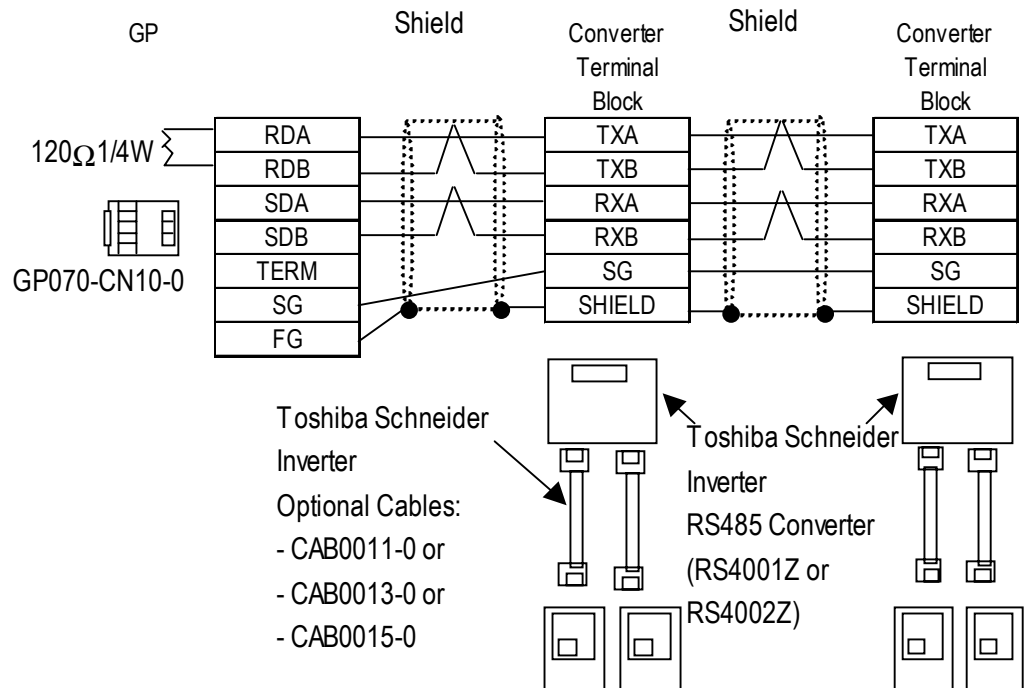 GP
Shield
Converter
Terminal
Block
Shield
Converter
Terminal
Block
120Ω1/4W
GP070-CN10-0
RDA
RDB
SDA
SDB
TERM
SG
FG
TXA
TXB
RXA
RXB
SG
SHIELD
TXA
TXB
RXA
RXB
SG
SHIELD
Toshiba Schneider
Inverter
Optional Cables:
- CAB0011-0 or
- CAB0013-0 or
- CAB0015-0
Toshiba Schneider
Inverter
RS485 Converter
(RS4001Z or
RS4002Z)